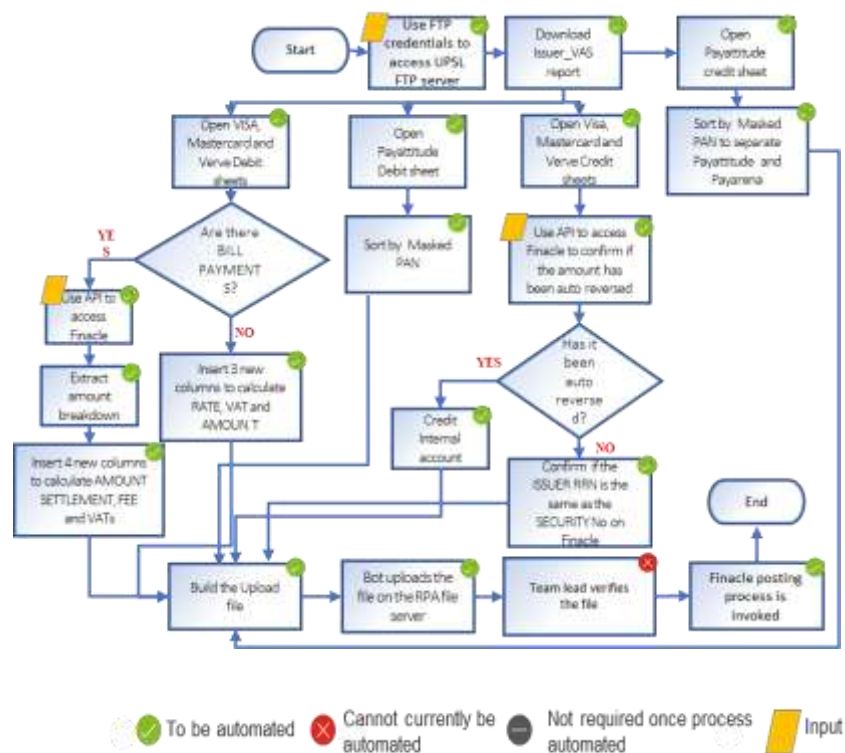 Start
Use FTP
credentials to
access UPSL
FTP server
Download
Issuer_VAS
report
Open
Payattitude
credit sheet
Open VISA,
Mastercard and
Verve Debit
sheets
Open
Payattitude
Debit sheet
Open Visa,
Mastercard and
Verve Credit
sheets
Sort by Masked
PAN to separate
Payattitude and
Payarena
Are there
BILL
PAYMENT
S?
YE
S
NO
Sort by Masked
PAN
Use API to access
Finacle to confirm if
the amount has
been auto reversed
Use API to
access
Finacle
Extract
amount
breakdown
Insert 4 new columns
to calculate AMOUNT
SETTLEMENT, FEE
and VATs
Insert 3 new
columns to calculate
RATE, VAT and
AMOUN T
Has it
been
auto
reverse
d?
YES
NO
Credit
Internal
account
Confirm if the
ISSUER RRN is the
same as the
SECURITY No on
Finacle
End
Build the Upload
file
Bot uploads the
file on the RPA file
server
Team lead verifies
the file
Finacle posting
process is
invoked
To be automated
Cannot currently be
automated
Not required once process
automated
Input